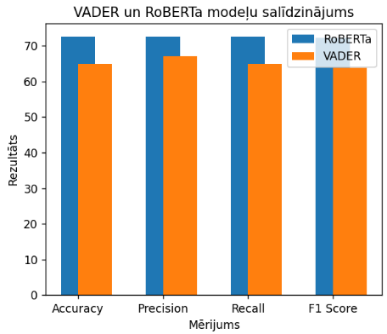 VADER un RoBERTa modeļu salīdzinājums
RoBERTa
VADER
Rezultāts
70
60
50
40
30
20
10
0
Accuracy Precision Recall F1 Score
Mērījums